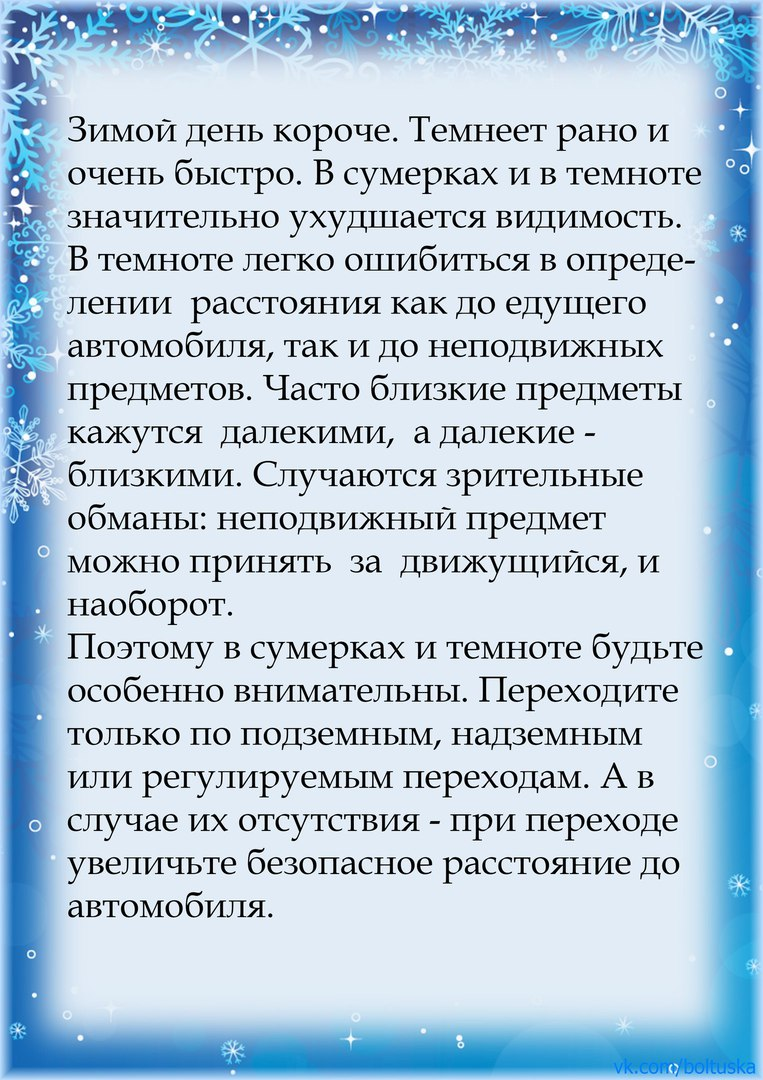 Зимой день короче. Темнеет рано и
очень быстро. В сумерках и в темноте
значительно ухудшается видимость.
В темноте легко ошибиться в опреде-
лении  расстояния как до едущего
автомобиля, так и до неподвижных
предметов. Часто близкие предметы
кажутся  далекими,  а далекие -
близкими. Случаются зрительные
обманы: неподвижный предмет
можно принять  за  движущийся, и
наоборот.
Поэтому в сумерках и темноте будьте
особенно внимательны. Переходите
только по подземным, надземным
или регулируемым переходам. А в
случае их отсутствия - при переходе
увеличьте безопасное расстояние до
автомобиля.
vk.com/boltuska